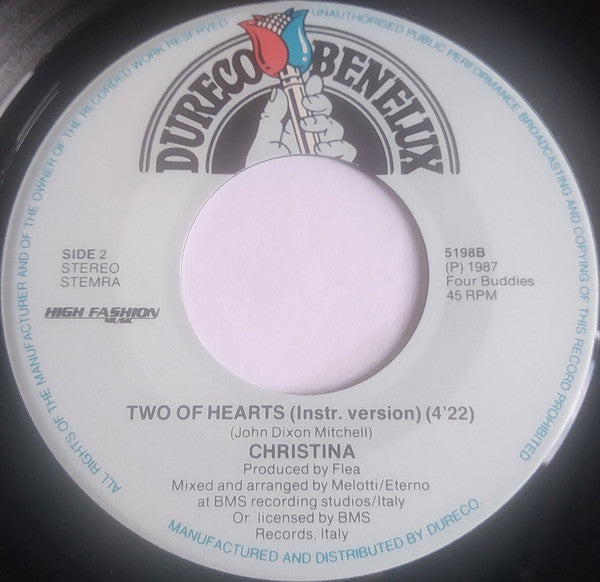 ALL RIGHTS OF THE MANUFACTURER AND OF THE OWNER OF THE RECORDED WORK RESERVED
UNAUTHORISED PUBLIC PERFORMANCE BROADCASTING AND COPYING OF THIS RECORD PROHIBITED
DURECO BENELUX
SIDE 2
STEREO
STEMRA
HIGH FASHION
MUSIC
5198B
(P) 1987
Four Buddies
45 RPM
TWO OF HEARTS (Instr. version) (4'22)
(John Dixon Mitchell)
CHRISTINA
Produced by Flea
Mixed and arranged by Melotti/Eterno
at BMS recording studios/Italy
Or. licensed by BMS
Records, Italy
MANUFACTURED AND DISTRIBUTED BY DURECO.